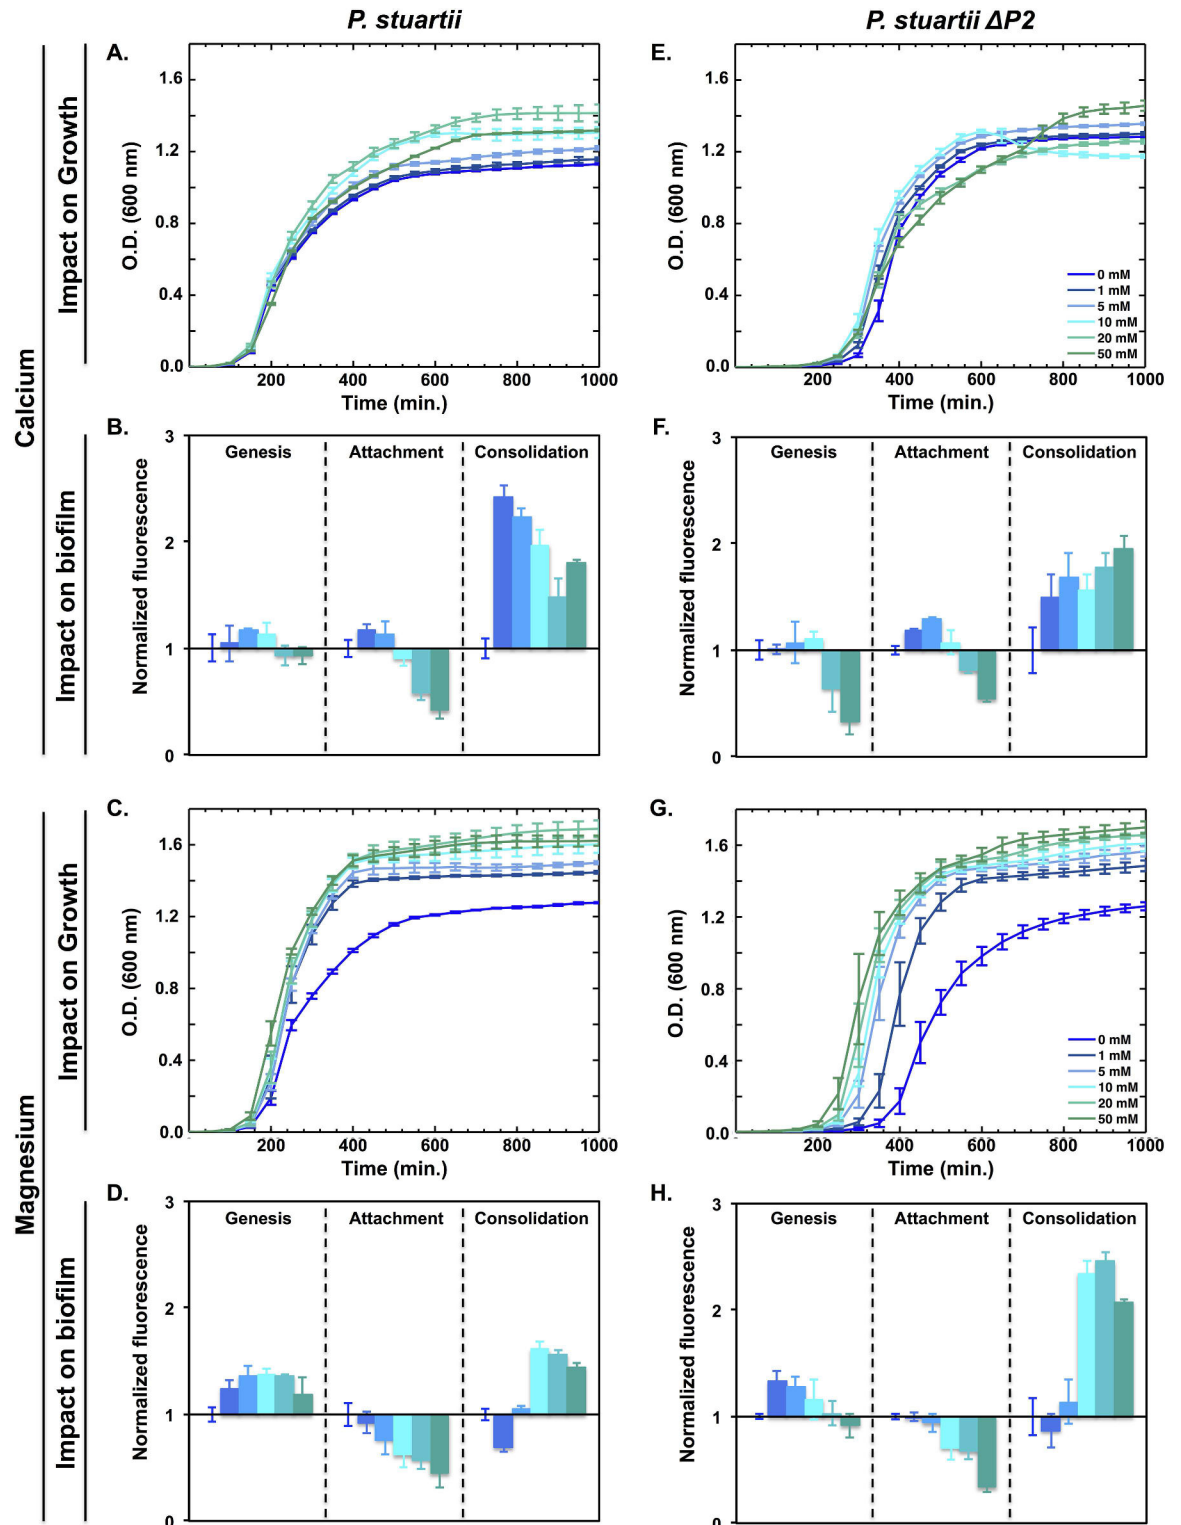 P. stuartii
P. stuartii ΔP2
Calcium
Impact on Growth
A.
O.D. (600 nm)
1.6
1.2
0.8
0.4
0.0
200 400 600 800 1000
Time (min.)
E.
O.D. (600 nm)
1.6
1.2
0.8
0.4
0.0
0 mM
1 mM
5 mM
10 mM
20 mM
50 mM
200 400 600 800 1000
Time (min.)
Impact on biofilm
B.
Normalized fluorescence
3
2
1
0
Genesis Attachment Consolidation
F.
Normalized fluorescence
3
2
1
0
Genesis Attachment Consolidation
Magnesium
Impact on Growth
C.
O.D. (600 nm)
1.6
1.2
0.8
0.4
0.0
200 400 600 800 1000
Time (min.)
G.
O.D. (600 nm)
1.6
1.2
0.8
0.4
0.0
0 mM
1 mM
5 mM
10 mM
20 mM
50 mM
200 400 600 800 1000
Time (min.)
Impact on biofilm
D.
Normalized fluorescence
3
2
1
0
Genesis Attachment Consolidation
H.
Normalized fluorescence
3
2
1
0
Genesis Attachment Consolidation